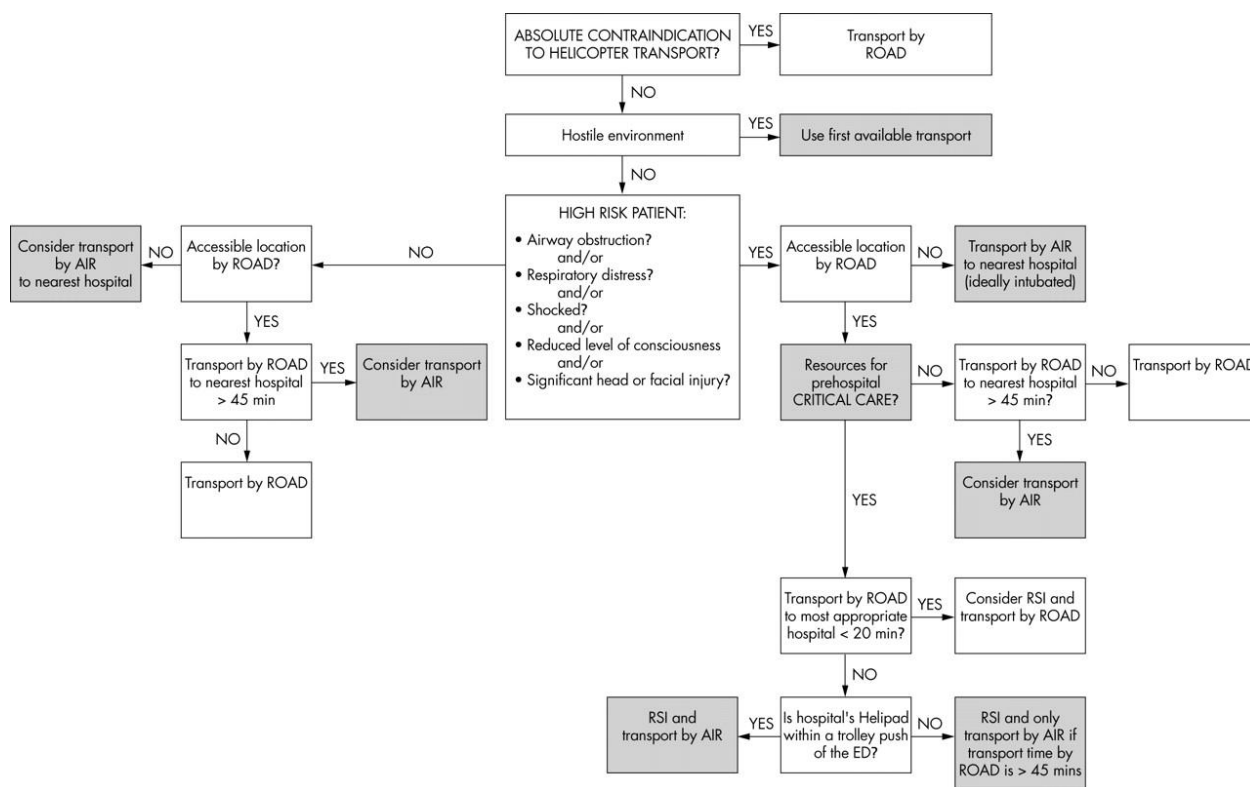 ABSOLUTE CONTRAINDICATION
TO HELICOPTER TRANSPORT?
YES
Transport by
ROAD
NO
Hostile environment
YES
Use first available transport
NO
HIGH RISK PATIENT:
• Airway obstruction?
and/or
• Respiratory distress?
and/or
• Shocked?
and/or
• Reduced level of consciousness
and/or
• Significant head or facial injury?
NO
Accessible location
by ROAD?
NO
Consider transport
by AIR
to nearest hospital
YES
Transport by ROAD
to nearest hospital
> 45 min
YES
Consider transport
by AIR
NO
Transport by ROAD
YES
Accessible location
by ROAD
NO
Transport by AIR
to nearest hospital
(ideally intubated)
YES
Resources for
prehospital
CRITICAL CARE?
NO
Transport by ROAD
to nearest hospital
> 45 min?
NO
Transport by ROAD
YES
Consider transport
by AIR
YES
Transport by ROAD
to most appropriate
hospital < 20 min?
YES
Consider RSI and
transport by ROAD
NO
Is hospital's Helipad
within a trolley push
of the ED?
YES
RSI and
transport by AIR
NO
RSI and only
transport by AIR if
transport time by
ROAD is > 45 mins